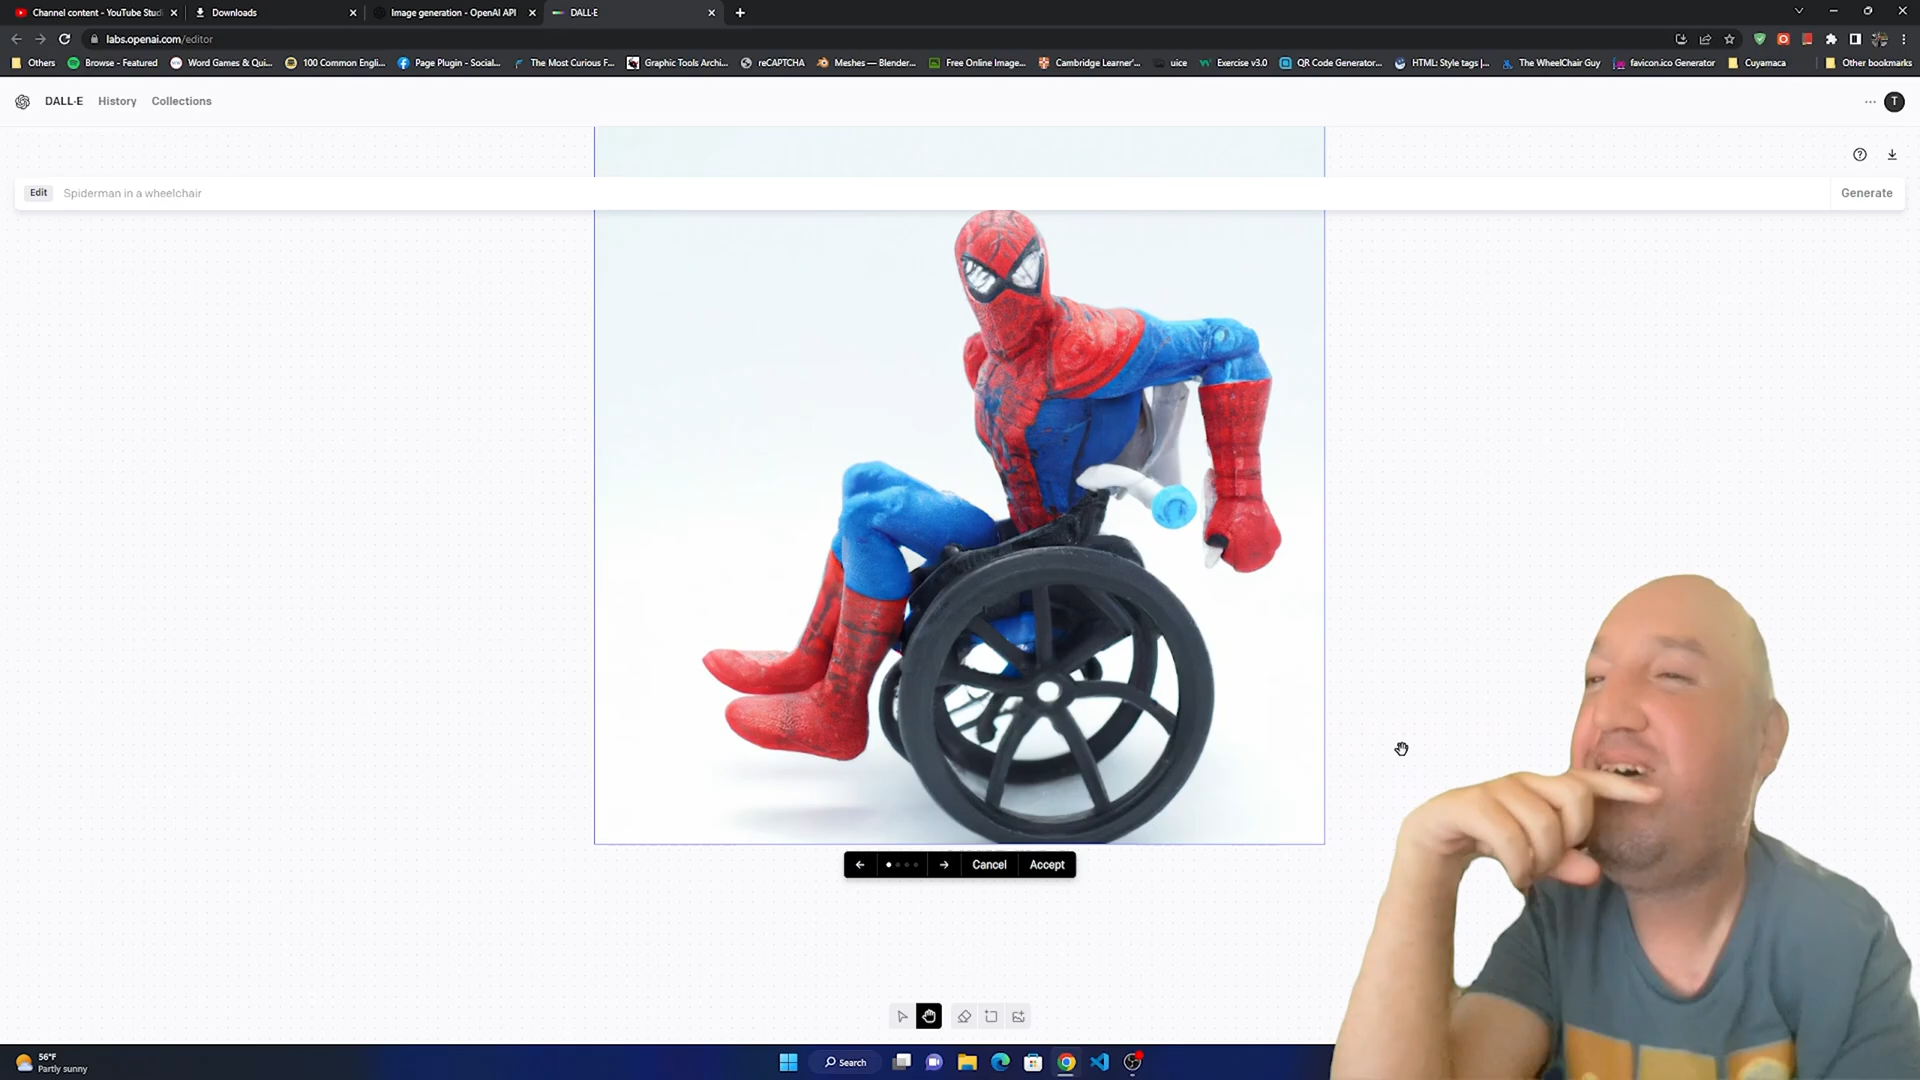 Channel content - YouTube Studi
Downloads
Image generation - OpenAI API
DALL·E
labs.openai.com/editor
Others
Browse - Featured
Word Games & Qui...
100 Common Engli...
Page Plugin - Social...
The Most Curious F...
Graphic Tools Archi...
reCAPTCHA
Meshes — Blender...
Free Online Image...
Cambridge Learner'...
uice
Exercise v3.0
QR Code Generator...
HTML: Style tags |...
The WheelChair Guy
favicon.ico Generator
Cuyamaca
Other bookmarks
DALL·E
History
Collections
T
Edit
Spiderman in a wheelchair
Generate
Cancel
Accept
56°F
Partly sunny
Search